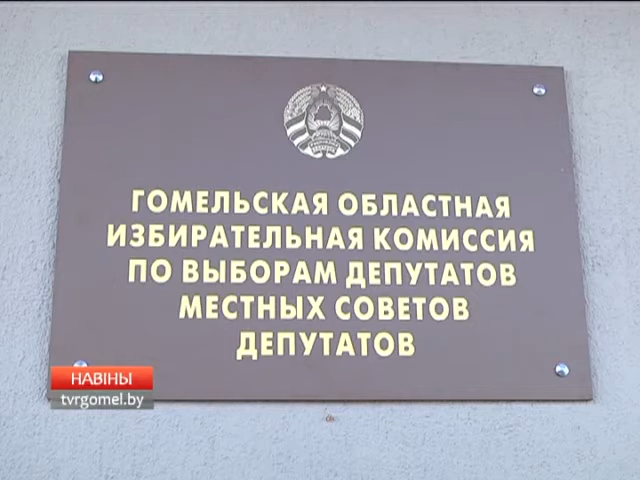 ГОМЕЛЬСКАЯ ОБЛАСТНАЯ
ИЗБИРАТЕЛЬНАЯ КОМИССИЯ
ПО ВЫБОРАМ ДЕПУТАТОВ
МЕСТНЫХ СОВЕТОВ
ДЕПУТАТОВ
НАВІНЫ
tvrgomel.by